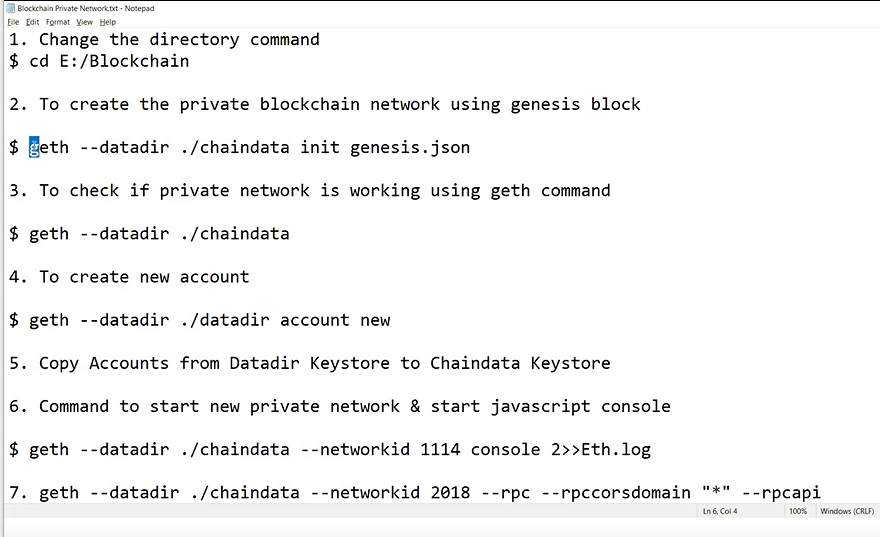 Blockchain Private Network.txt - Notepad
File Edit Format View Help
1. Change the directory command
$ cd E:/Blockchain
2. To create the private blockchain network using genesis block
$ geth --datadir ./chaindata init genesis.json
3. To check if private network is working using geth command
$ geth --datadir ./chaindata
4. To create new account
$ geth --datadir ./datadir account new
5. Copy Accounts from Datadir Keystore to Chaindata Keystore
6. Command to start new private network & start javascript console
$ geth --datadir ./chaindata --networkid 1114 console 2>>Eth.log
7. geth --datadir ./chaindata --networkid 2018 --rpc --rpccorsdomain "*" --rpcapi
Ln 6, Col 4 100% Windows (CRLF)